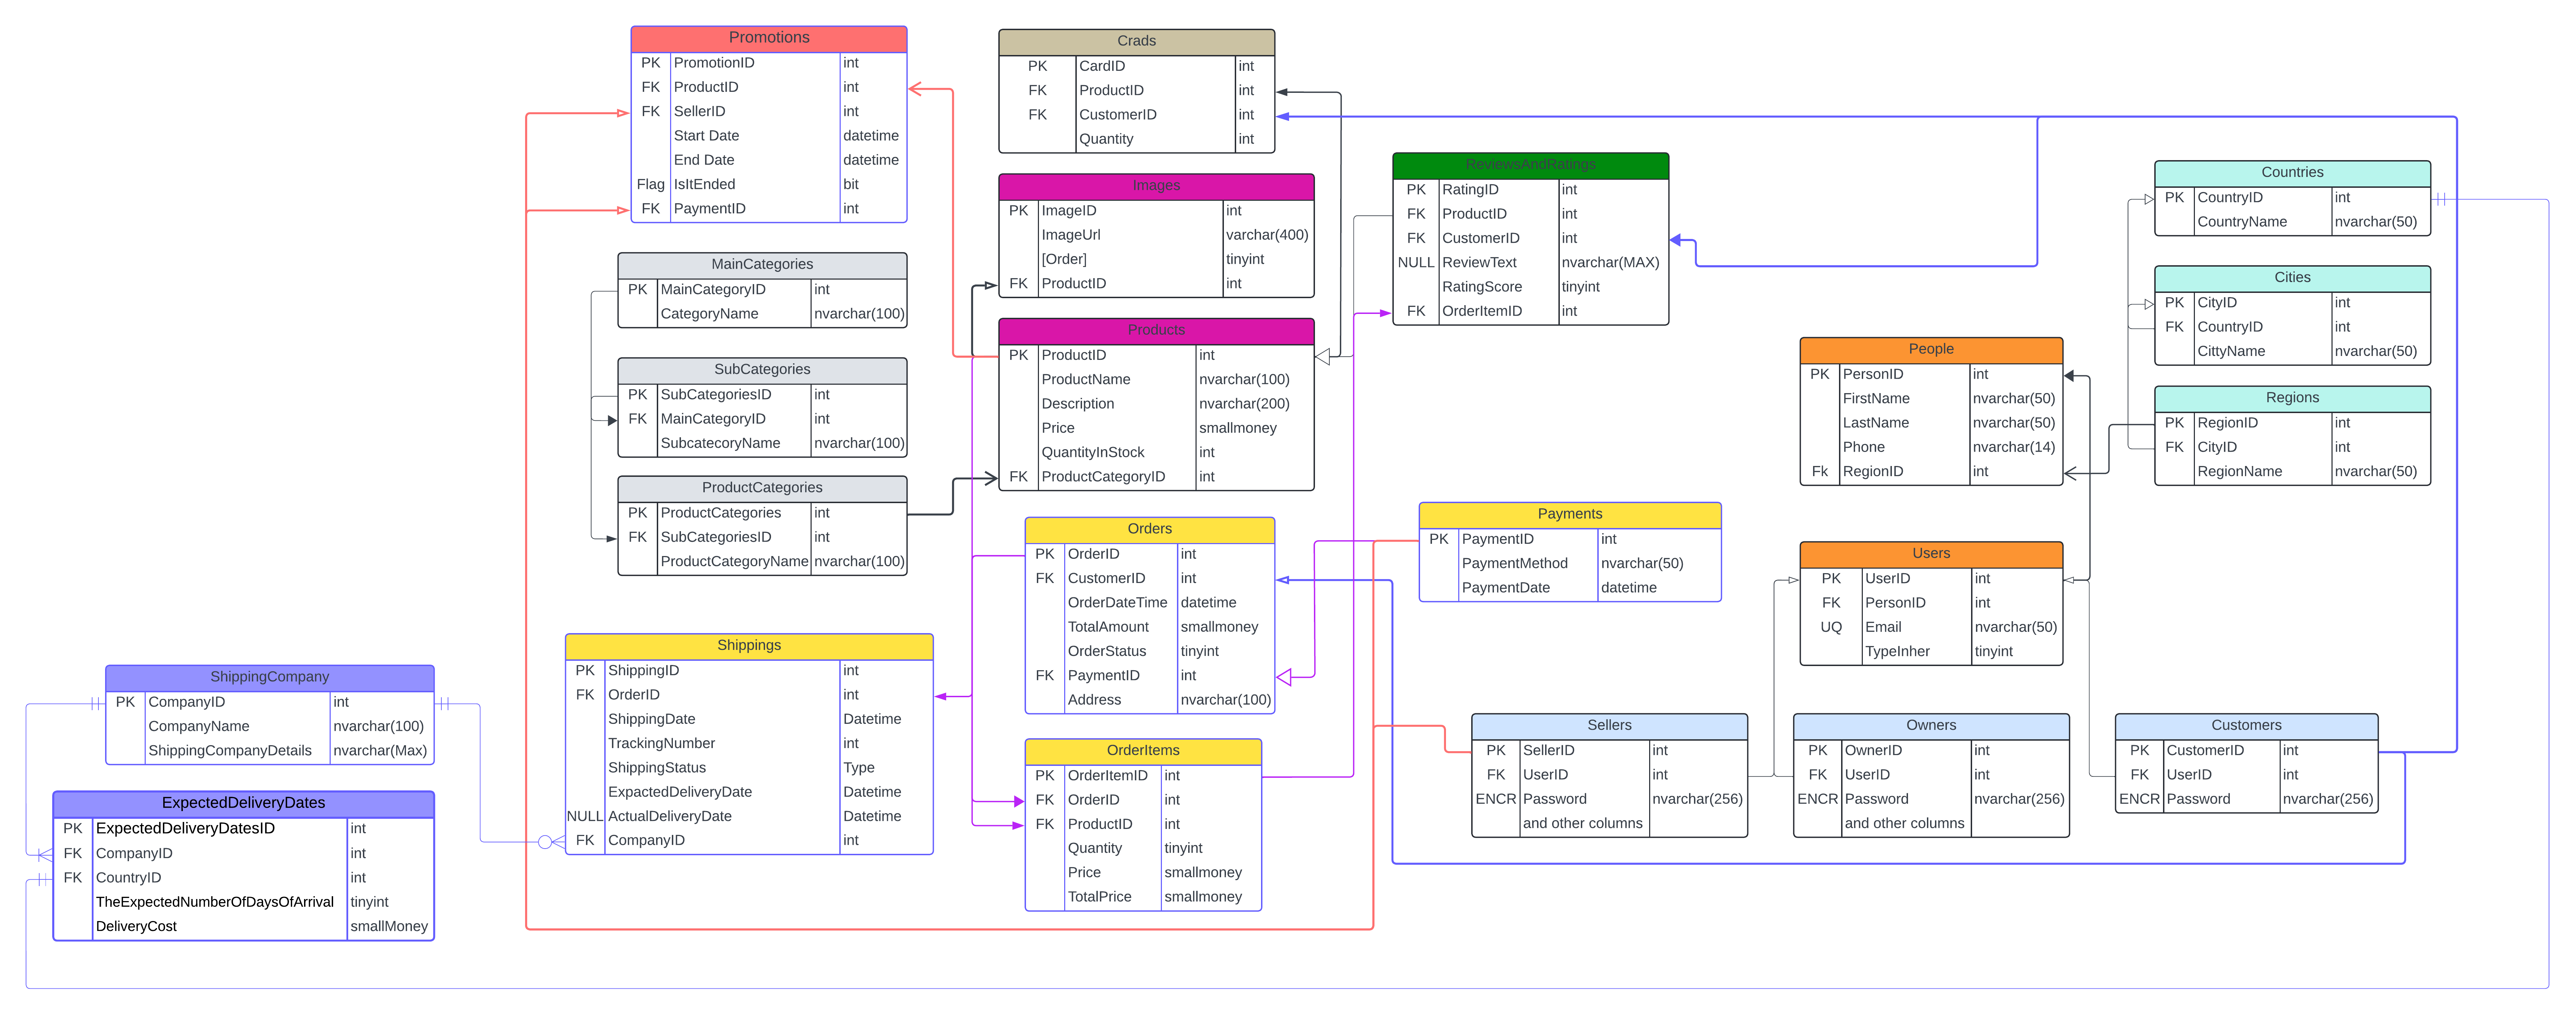 Promotions
PK PromotionID int
FK ProductID int
FK SellerID int
Start Date datetime
End Date datetime
Flag IsItEnded bit
FK PaymentID int
Crads
PK CardID int
FK ProductID int
FK CustomerID int
Quantity int
Images
PK ImageID int
ImageUrl varchar(400)
[Order] tinyint
FK ProductID int
ReviewsAndRatings
PK RatingID int
FK ProductID int
FK CustomerID int
NULL ReviewText nvarchar(MAX)
RatingScore tinyint
FK OrderItemID int
Countries
PK CountryID int
CountryName nvarchar(50)
MainCategories
PK MainCategoryID int
CategoryName nvarchar(100)
Cities
PK CityID int
FK CountryID int
CittyName nvarchar(50)
Products
PK ProductID int
ProductName nvarchar(100)
Description nvarchar(200)
Price smallmoney
QuantityInStock int
FK ProductCategoryID int
People
PK PersonID int
FirstName nvarchar(50)
LastName nvarchar(50)
Phone nvarchar(14)
Fk RegionID int
SubCategories
PK SubCategoriesID int
FK MainCategoryID int
SubcatecoryName nvarchar(100)
Regions
PK RegionID int
FK CityID int
RegionName nvarchar(50)
ProductCategories
PK ProductCategories int
FK SubCategoriesID int
ProductCategoryName nvarchar(100)
Orders
PK OrderID int
FK CustomerID int
OrderDateTime datetime
TotalAmount smallmoney
OrderStatus tinyint
FK PaymentID int
Address nvarchar(100)
Payments
PK PaymentID int
PaymentMethod nvarchar(50)
PaymentDate datetime
Users
PK UserID int
FK PersonID int
UQ Email nvarchar(50)
TypeInher tinyint
Shippings
PK ShippingID int
FK OrderID int
ShippingDate Datetime
TrackingNumber int
ShippingStatus Type
ExpactedDeliveryDate Datetime
NULL ActualDeliveryDate Datetime
FK CompanyID int
ShippingCompany
PK CompanyID int
CompanyName nvarchar(100)
ShippingCompanyDetails nvarchar(Max)
OrderItems
PK OrderItemID int
FK OrderID int
FK ProductID int
Quantity tinyint
Price smallmoney
TotalPrice smallmoney
Sellers
PK SellerID int
FK UserID int
ENCR Password nvarchar(256)
and other columns
Owners
PK OwnerID int
FK UserID int
ENCR Password nvarchar(256)
and other columns
Customers
PK CustomerID int
FK UserID int
ENCR Password nvarchar(256)
ExpectedDeliveryDates
PK ExpectedDeliveryDatesID int
FK CompanyID int
FK CountryID int
TheExpectedNumberOfDaysOfArrival tinyint
DeliveryCost smallMoney